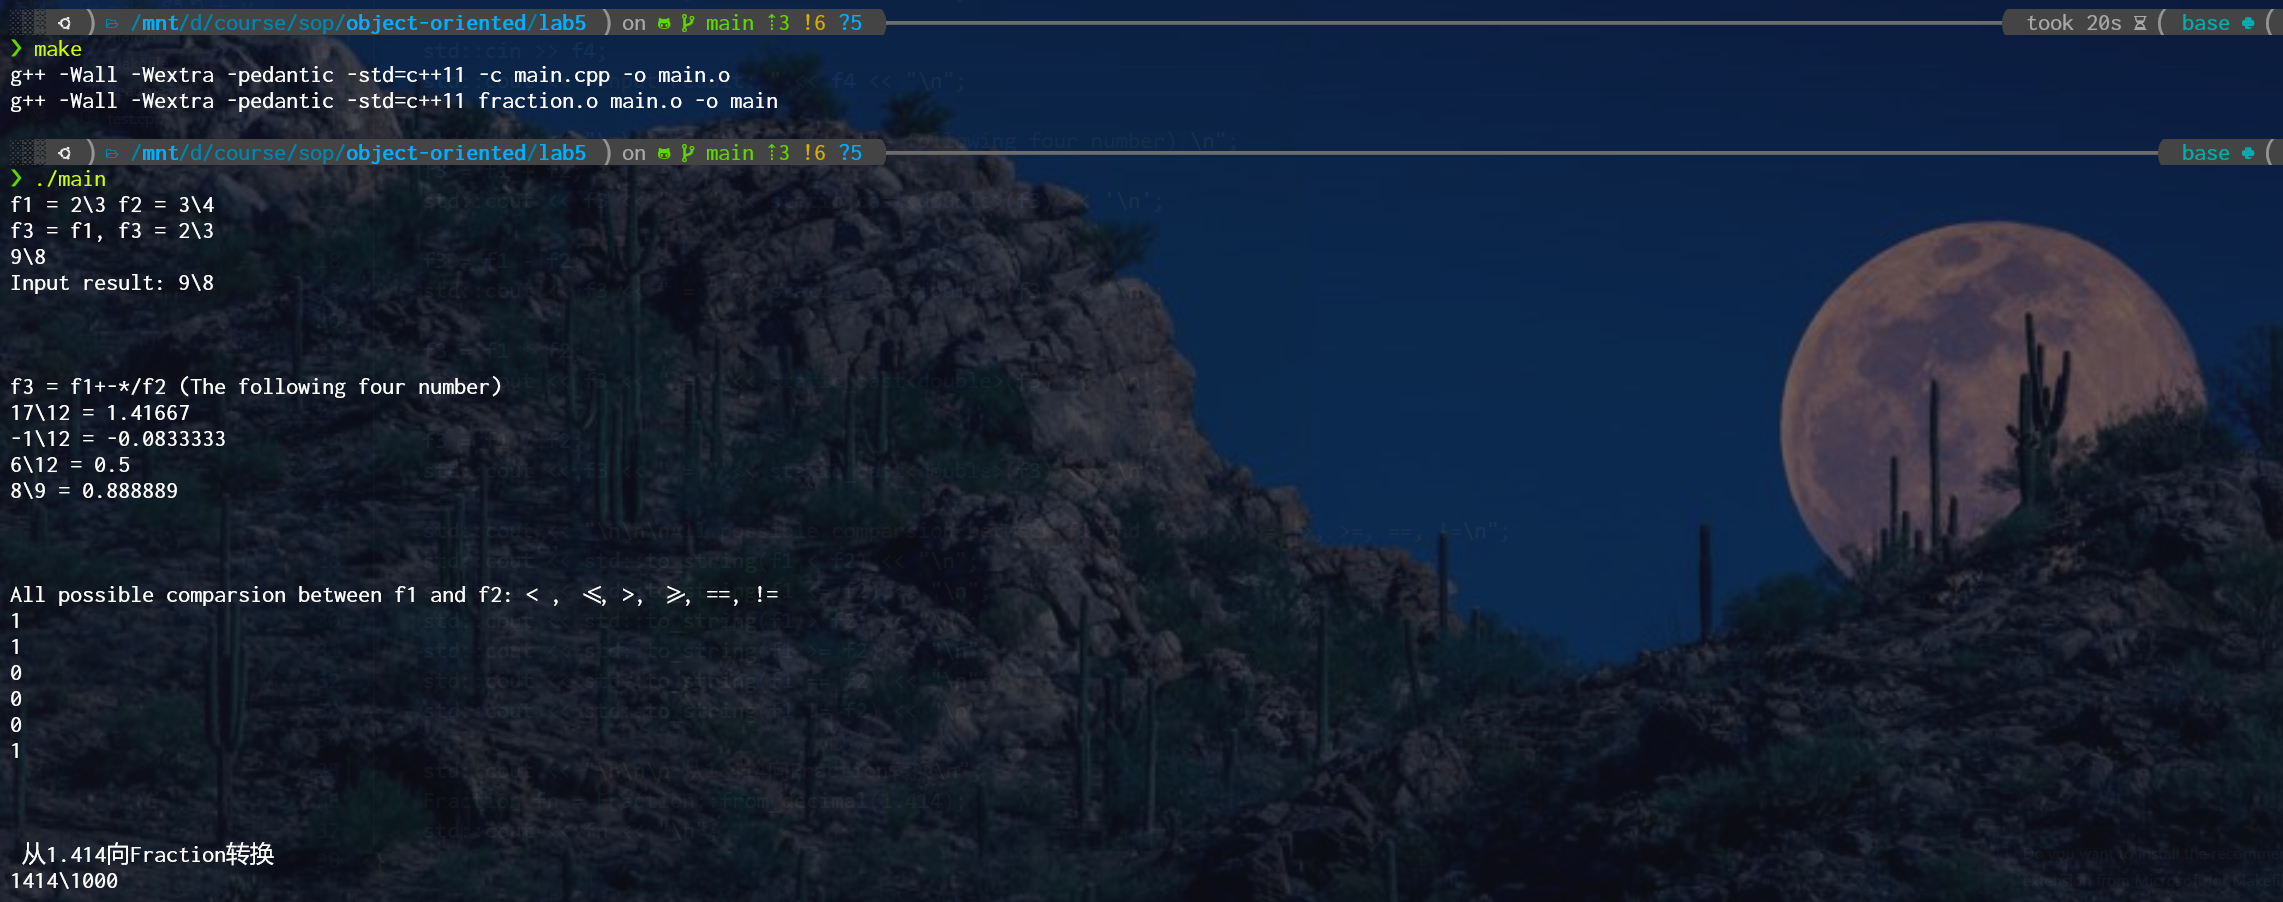 /mnt/d/course/sop/object-oriented/lab5 ) on main ⇡3 !6 ?5 took 20s ( base (
❯ make
g++ -Wall -Wextra -pedantic -std=c++11 -c main.cpp -o main.o
g++ -Wall -Wextra -pedantic -std=c++11 fraction.o main.o -o main
/mnt/d/course/sop/object-oriented/lab5 ) on main ⇡3 !6 ?5 base (
❯ ./main
f1 = 2\3 f2 = 3\4
f3 = f1, f3 = 2\3
9\8
Input result: 9\8
f3 = f1+-*/f2 (The following four number)
17\12 = 1.41667
-1\12 = -0.0833333
6\12 = 0.5
8\9 = 0.888889
All possible comparsion between f1 and f2: < , <=, >, >=, ==, !=
1
1
0
0
0
1
从1.414向Fraction转换
1414\1000